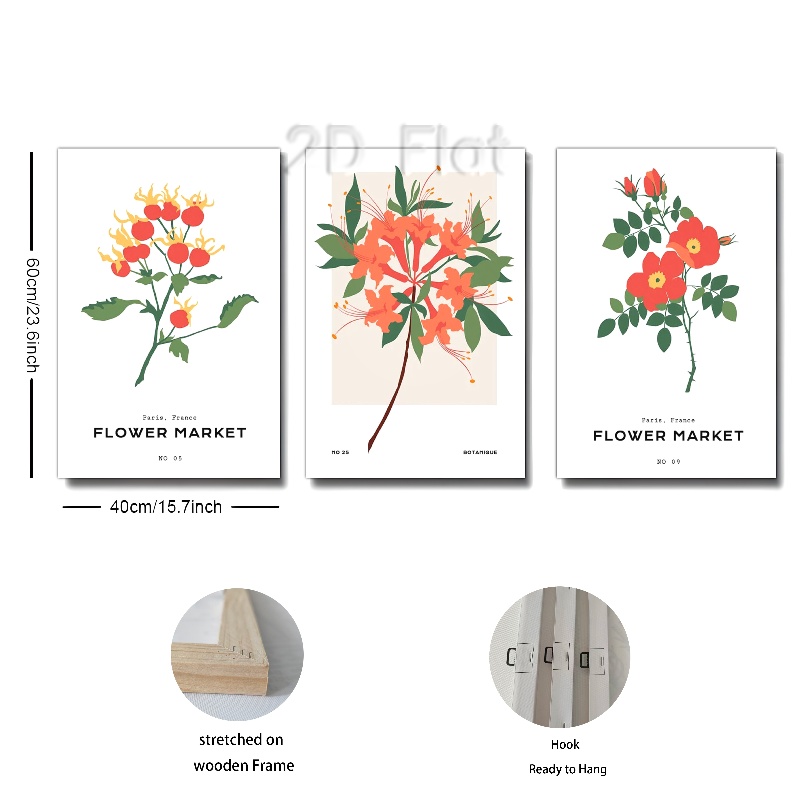 2D Flat
60cm/23.6inch
Paris, France
FLOWER MARKET
NO 05
NO 25
BOTANIQUE
Paris, France
FLOWER MARKET
NO 09
40cm/15.7inch
stretched on
wooden Frame
Hook
Ready to Hang